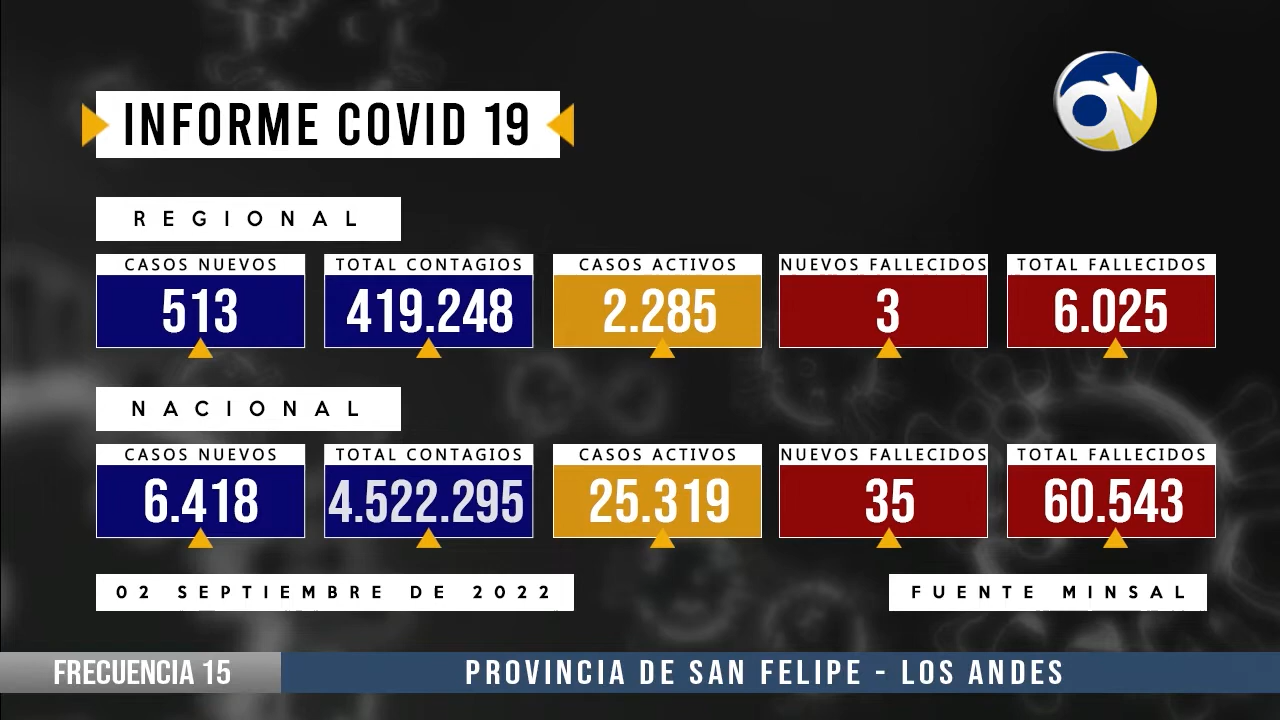 INFORME COVID 19
REGIONAL
CASOS NUEVOS TOTAL CONTAGIOS CASOS ACTIVOS NUEVOS FALLECIDOS TOTAL FALLECIDOS
513 419.248 2.285 3 6.025
NACIONAL
CASOS NUEVOS TOTAL CONTAGIOS CASOS ACTIVOS NUEVOS FALLECIDOS TOTAL FALLECIDOS
6.418 4.522.295 25.319 35 60.543
02 SEPTIEMBRE DE 2022 FUENTE MINSAL
FRECUENCIA 15 PROVINCIA DE SAN FELIPE - LOS ANDES